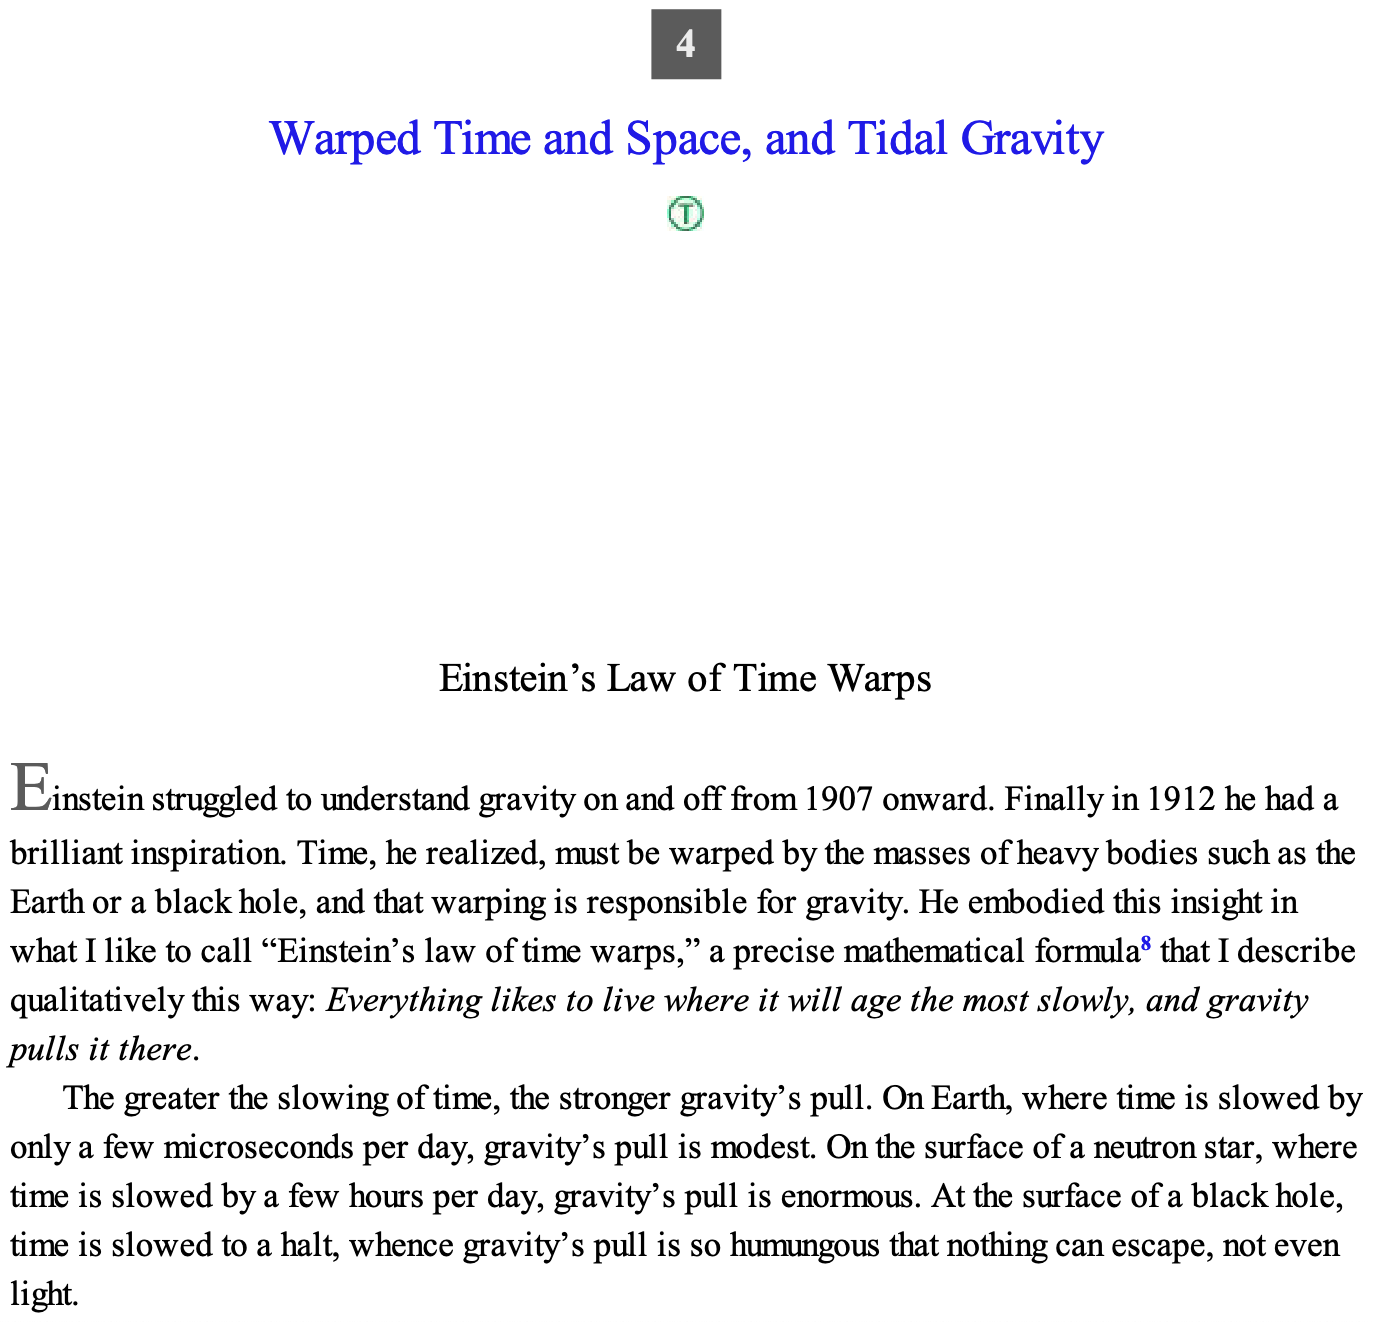 4
Warped Time and Space, and Tidal Gravity
Ⓣ
Einstein’s Law of Time Warps
Einstein struggled to understand gravity on and off from 1907 onward. Finally in 1912 he had a
brilliant inspiration. Time, he realized, must be warped by the masses of heavy bodies such as the
Earth or a black hole, and that warping is responsible for gravity. He embodied this insight in
what I like to call “Einstein’s law of time warps,” a precise mathematical formula8 that I describe
qualitatively this way: Everything likes to live where it will age the most slowly, and gravity
pulls it there.
The greater the slowing of time, the stronger gravity’s pull. On Earth, where time is slowed by
only a few microseconds per day, gravity’s pull is modest. On the surface of a neutron star, where
time is slowed by a few hours per day, gravity’s pull is enormous. At the surface of a black hole,
time is slowed to a halt, whence gravity’s pull is so humungous that nothing can escape, not even
light.